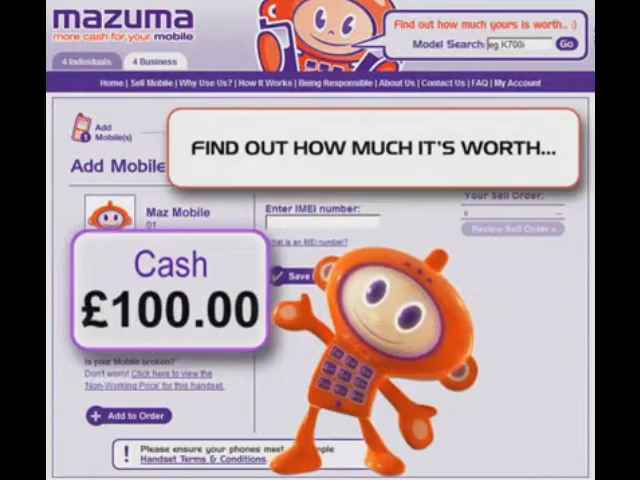 mazuma
more cash for your mobile
Find out how much yours is worth.. :)
Model Search: eg. K700i Go
4 Individuals 4 Business
Home | Sell Mobile | Why Use Us? | How It Works | Being Responsible | About Us | Contact Us | FAQ | My Account
1 Add Mobile(s)
FIND OUT HOW MUCH IT'S WORTH...
Add Mobile
Maz Mobile
01
Enter IMEI number:
Your Sell Order:
x
Review Sell Order »
What is an IMEI number?
Save
Cash
£100.00
Is your Mobile broken?
Don't worry! Click here to view the
'Non-Working Price' for this handset.
+ Add to Order
! Please ensure your phones meet
Handset Terms & Conditions.